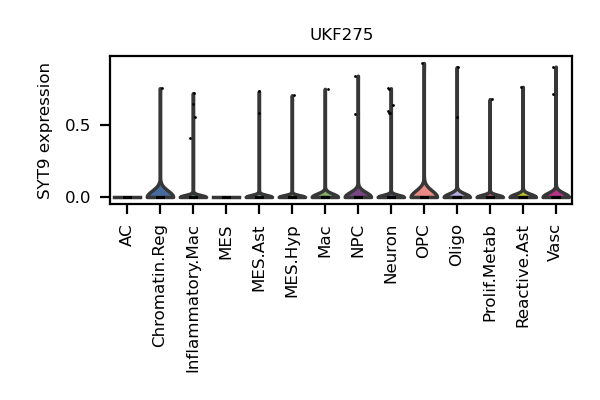 UKF275
SYT9 expression
0.5
0.0
AC
Chromatin.Reg
Inflammatory.Mac
MES
MES.Ast
MES.Hyp
Mac
NPC
Neuron
OPC
Oligo
Prolif.Metab
Reactive.Ast
Vasc